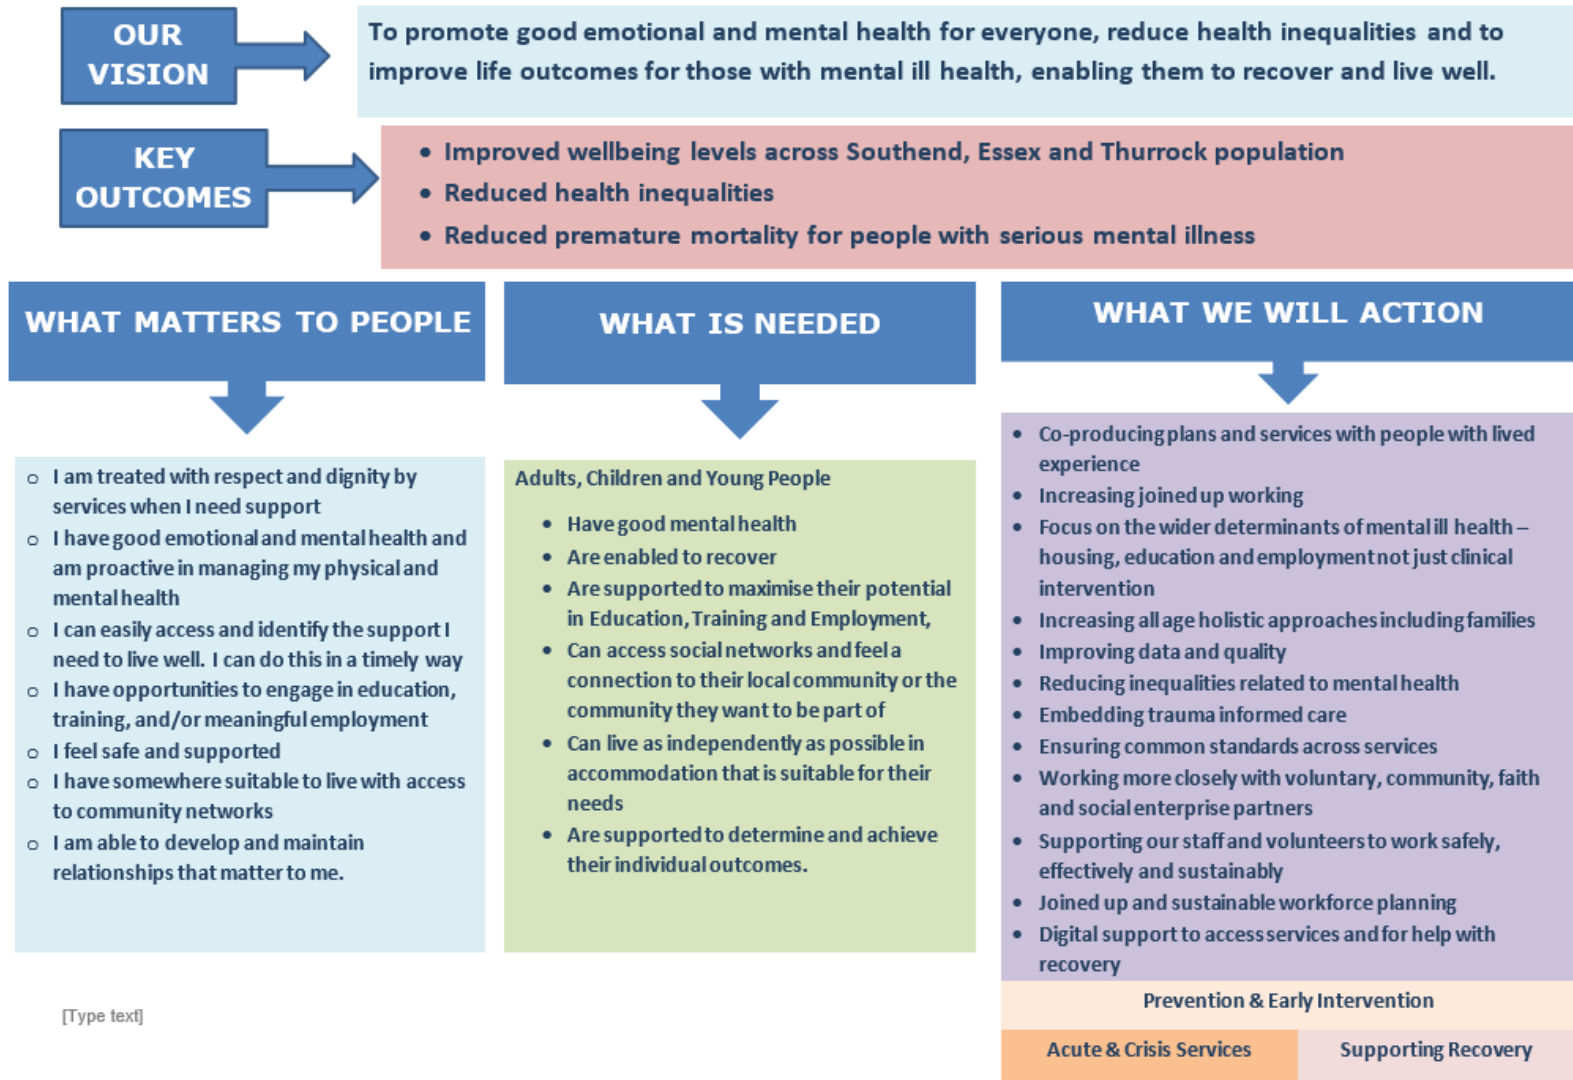 OUR
VISION
To promote good emotional and mental health for everyone, reduce health inequalities and to
improve life outcomes for those with mental ill health, enabling them to recover and live well.
KEY
OUTCOMES
• Improved wellbeing levels across Southend, Essex and Thurrock population
• Reduced health inequalities
• Reduced premature mortality for people with serious mental illness
WHAT MATTERS TO PEOPLE
o I am treated with respect and dignity by
services when I need support
o I have good emotional and mental health and
am proactive in managing my physical and
mental health
o I can easily access and identify the support I
need to live well. I can do this in a timely way
o I have opportunities to engage in education,
training, and/or meaningful employment
o I feel safe and supported
o I have somewhere suitable to live with access
to community networks
o I am able to develop and maintain
relationships that matter to me.
WHAT IS NEEDED
Adults, Children and Young People
• Have good mental health
• Are enabled to recover
• Are supported to maximise their potential
in Education, Training and Employment,
• Can access social networks and feel a
connection to their local community or the
community they want to be part of
• Can live as independently as possible in
accommodation that is suitable for their
needs
• Are supported to determine and achieve
their individual outcomes.
WHAT WE WILL ACTION
• Co-producing plans and services with people with lived
experience
• Increasing joined up working
• Focus on the wider determinants of mental ill health –
housing, education and employment not just clinical
intervention
• Increasing all age holistic approaches including families
• Improving data and quality
• Reducing inequalities related to mental health
• Embedding trauma informed care
• Ensuring common standards across services
• Working more closely with voluntary, community, faith
and social enterprise partners
• Supporting our staff and volunteers to work safely,
effectively and sustainably
• Joined up and sustainable workforce planning
• Digital support to access services and for help with
recovery
Prevention & Early Intervention
Acute & Crisis Services
Supporting Recovery
[Type text]